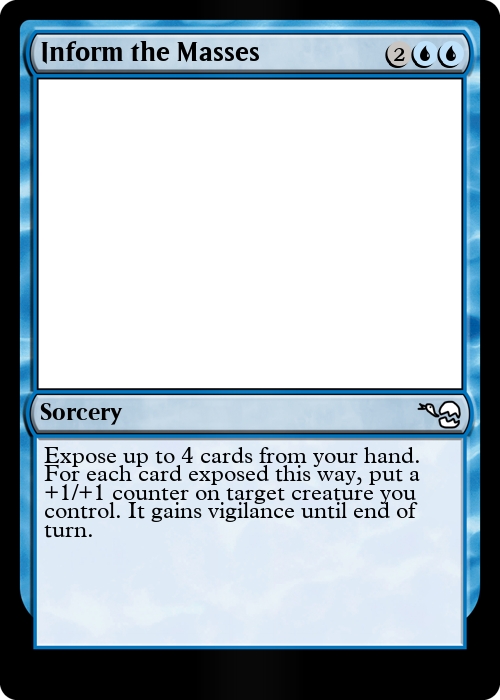 Inform the Masses 2
Sorcery
Expose up to 4 cards from your hand.
For each card exposed this way, put a
+1/+1 counter on target creature you
control. It gains vigilance until end of
turn.